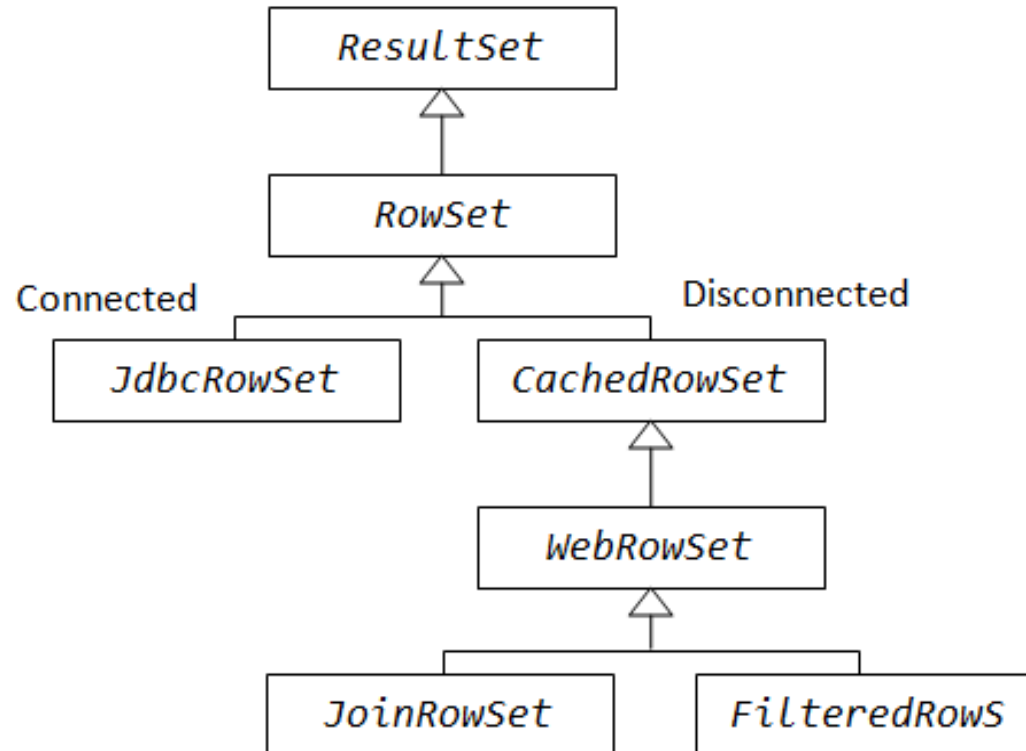 ResultSet
RowSet
Connected
Disconnected
JdbcRowSet
CachedRowSet
WebRowSet
JoinRowSet
FilteredRowS